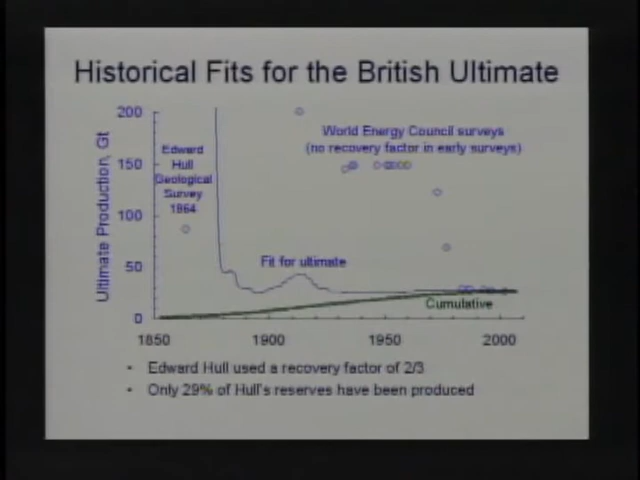 Historical Fits for the British Ultimate
200
150
100
50
0
Ultimate Production, Gt
Edward
Hull
Geological
Survey
1864
World Energy Council surveys
(no recovery factor in early surveys)
Fit for ultimate
Cumulative
1850
1900
1950
2000
• Edward Hull used a recovery factor of 2/3
• Only 29% of Hull's reserves have been produced